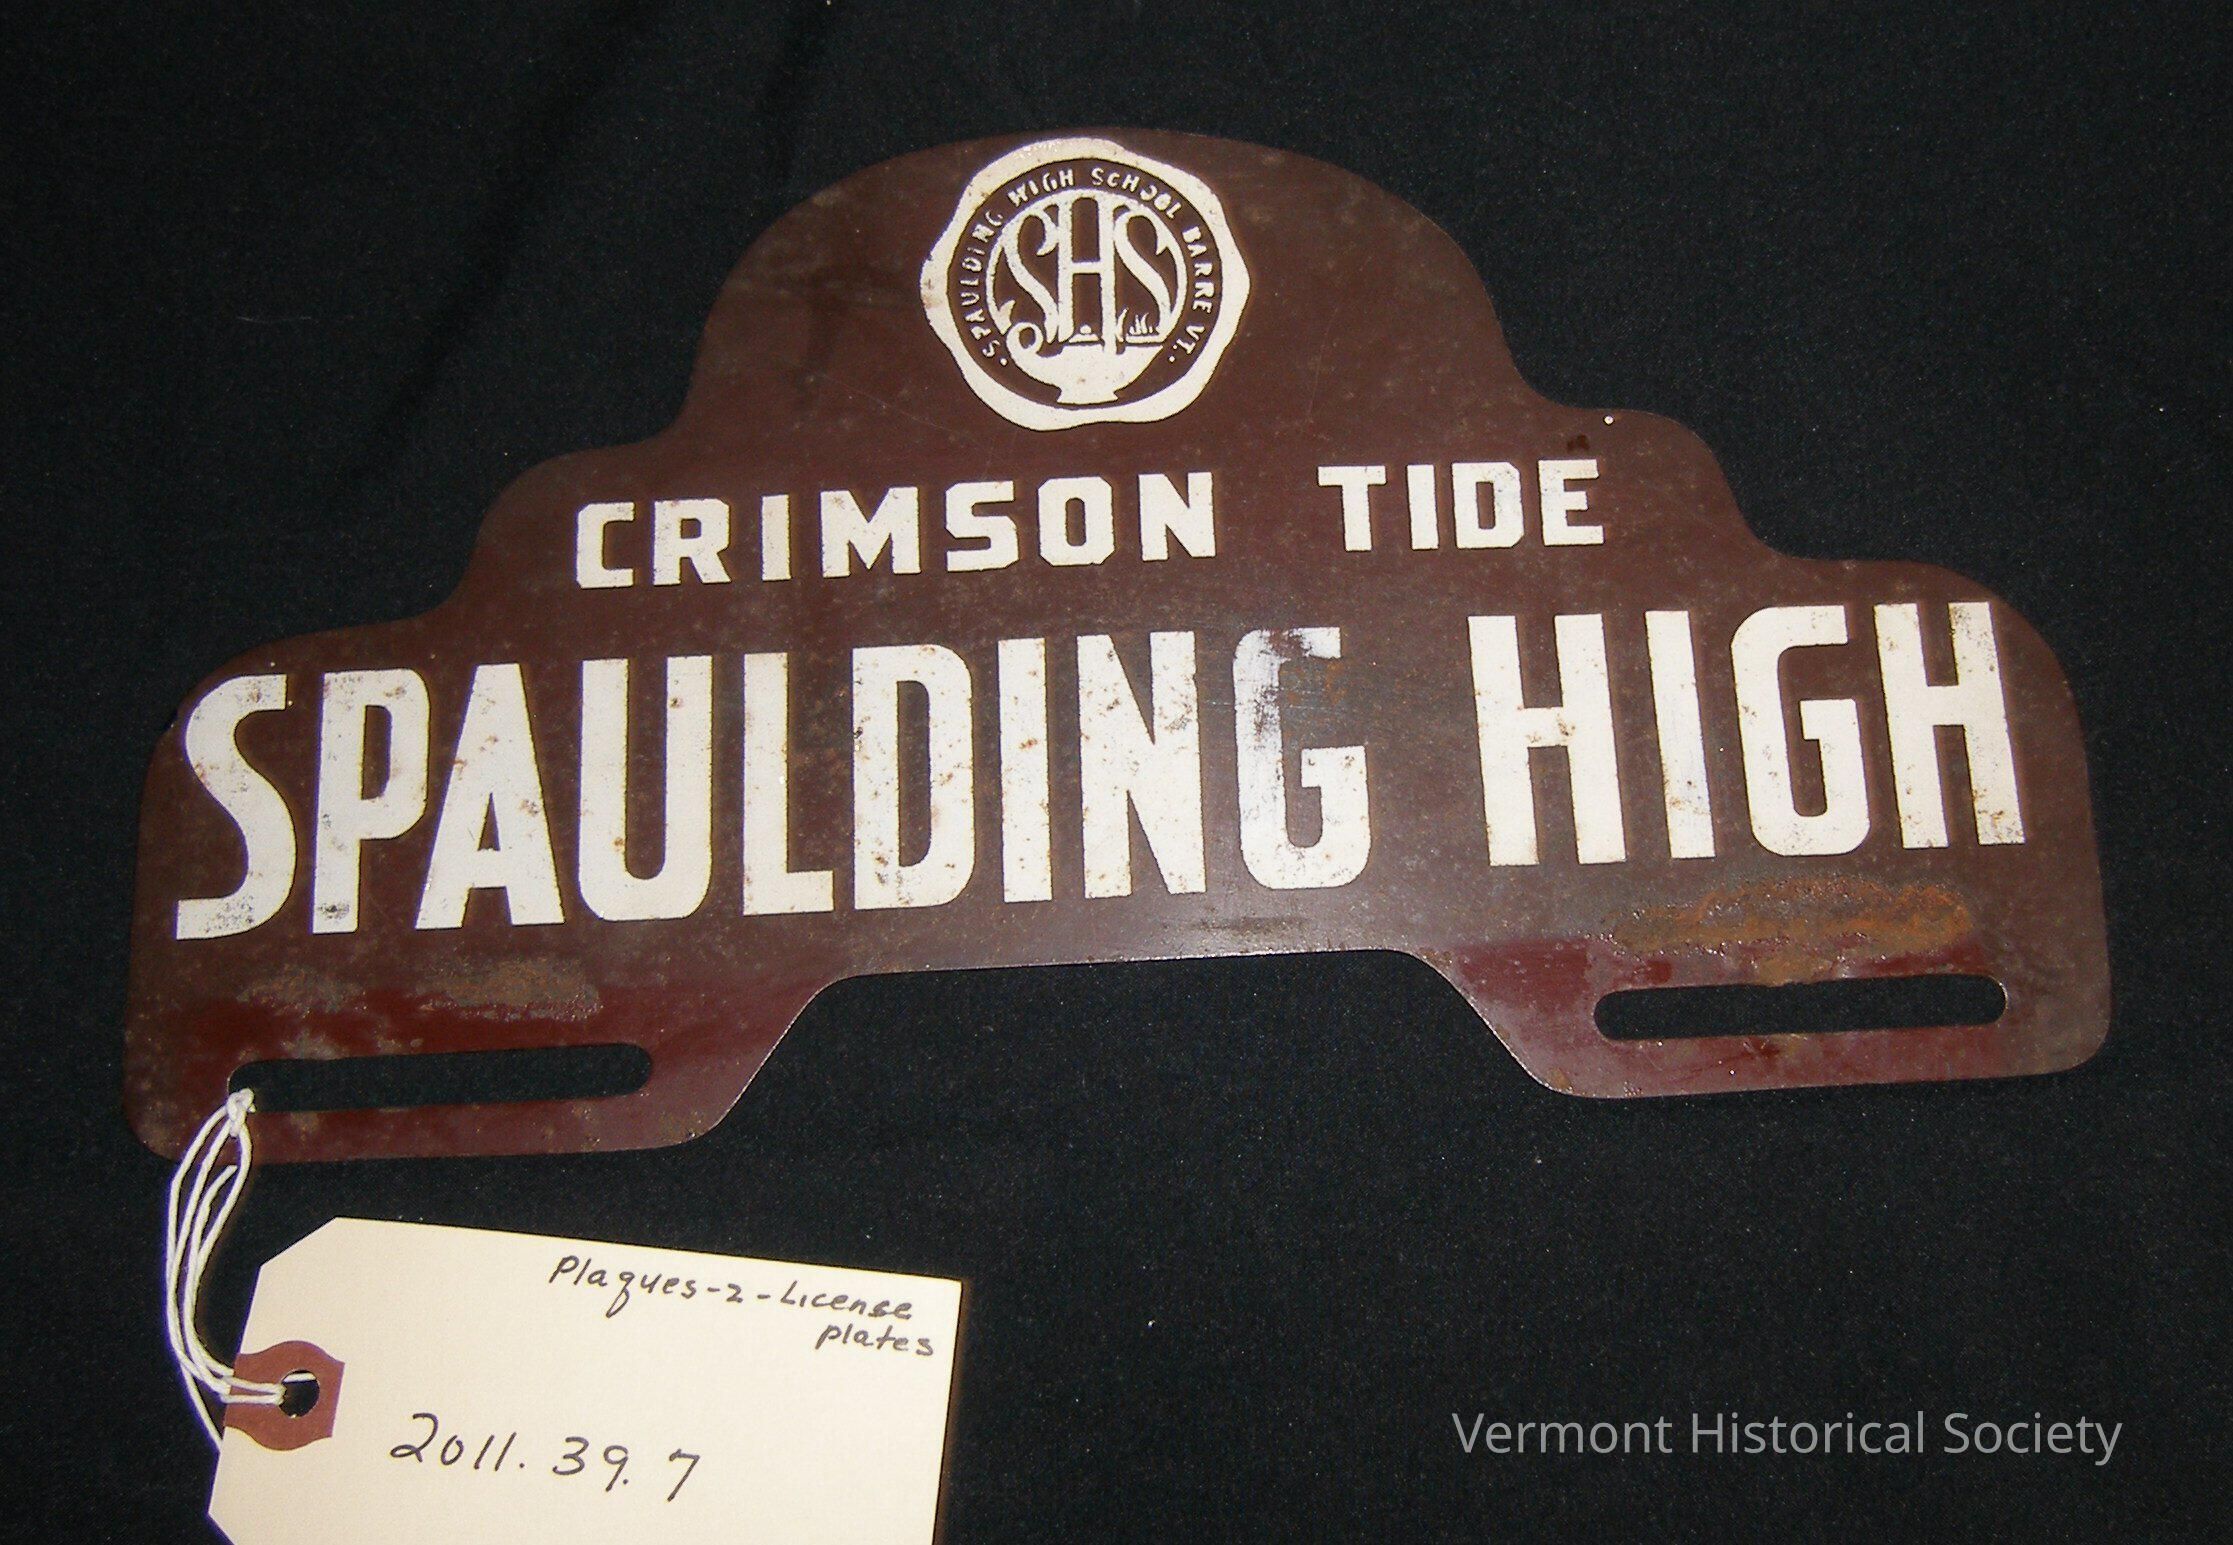 · SPAULDING HIGH SCHOOL BARRE VT. ·
SHS
CRIMSON TIDE
SPAULDING HIGH
Plaques-2-License
plates
2011.39.7
Vermont Historical Society